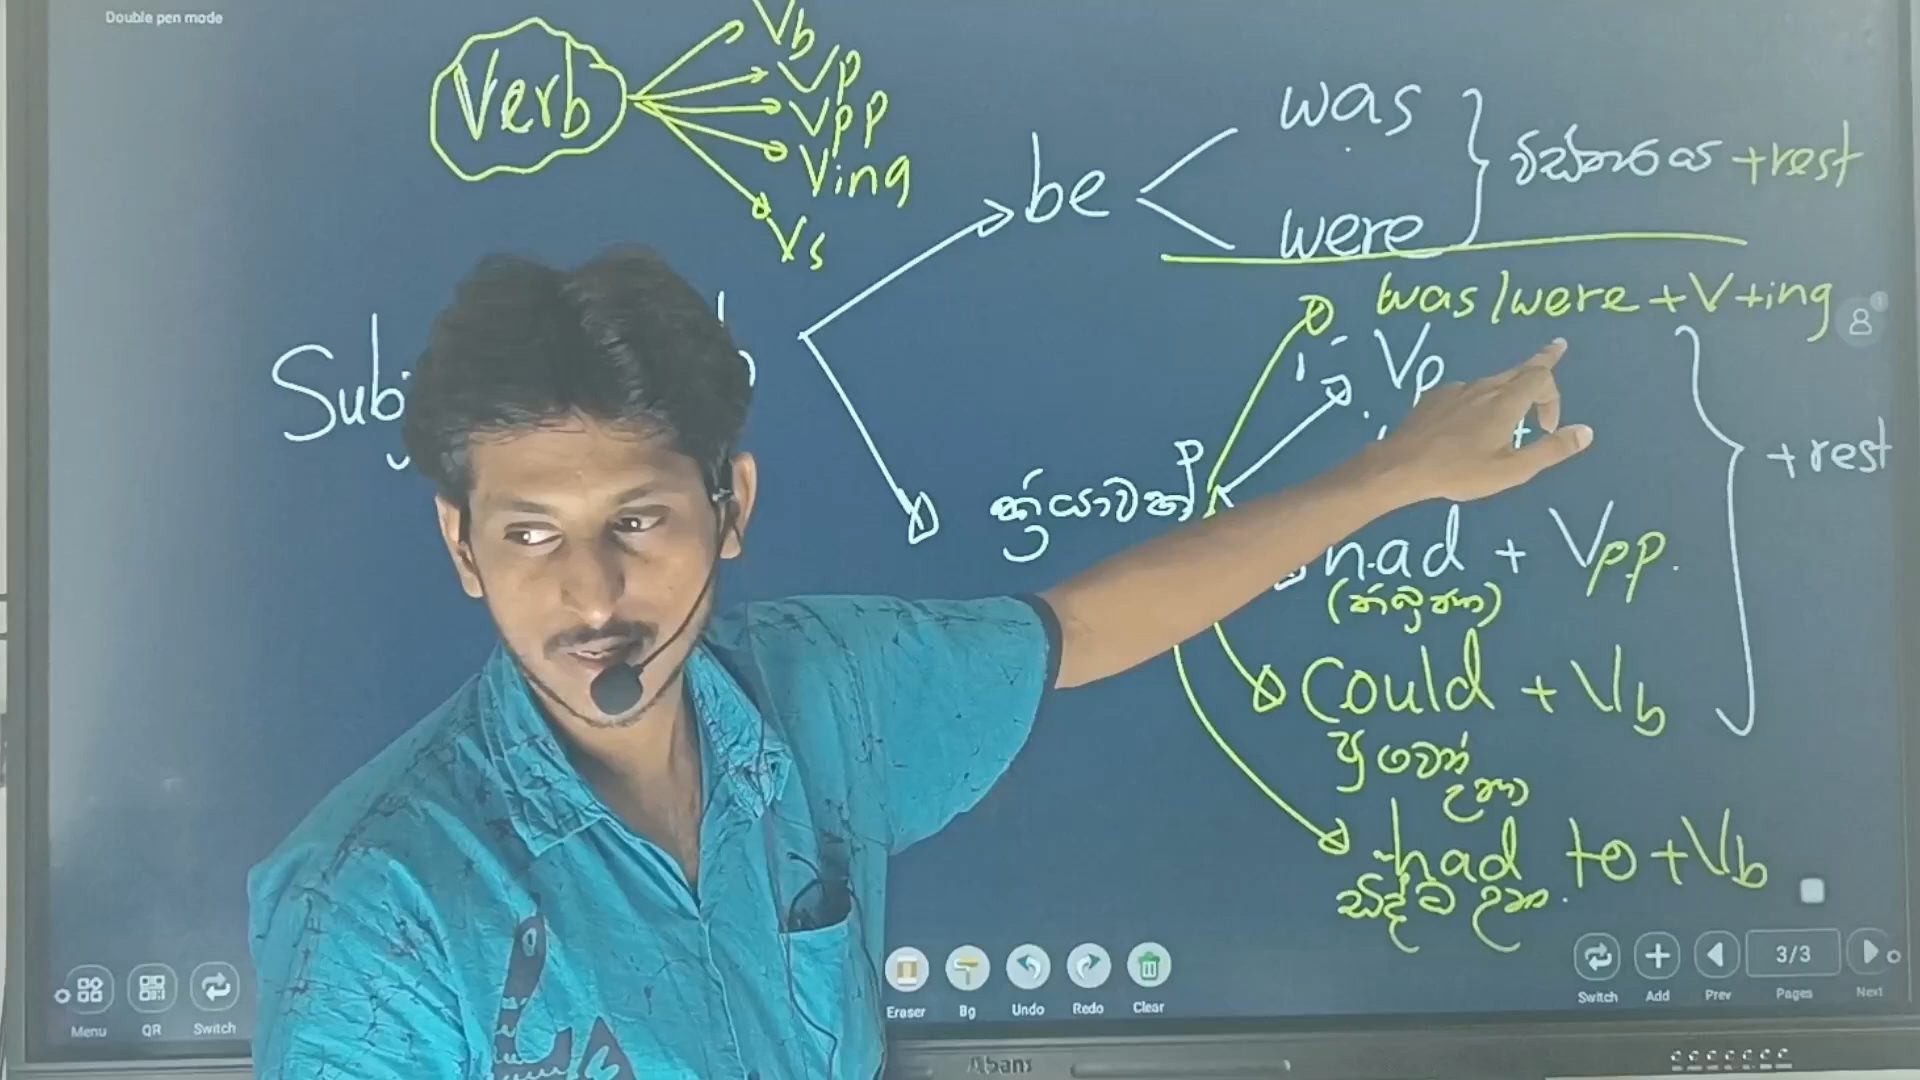 Double pen mode
Verb
Vb
Vp
Vpp
Ving
Vs
be
was
were
විස්තරය +rest
was/were + V+ing
Vp
+
+ rest
p
ක්‍රියාවක්
had + Vpp.
(තිබුණා)
Could + Vb
පුළුවන්
උනා
had to + Vb
සිද්ධ උනා.
Menu
QR
Switch
Eraser
Bg
Undo
Redo
Clear
Switch
Add
Prev
3/3
Pages
Next
Abans